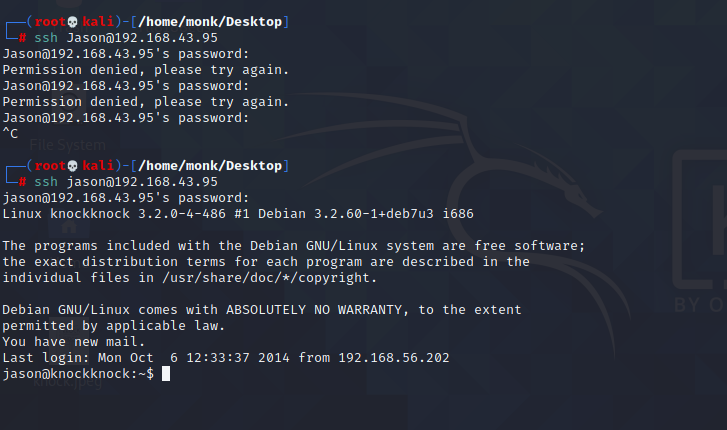 ┌──(root💀kali)-[/home/monk/Desktop]
└─# ssh Jason@192.168.43.95
Jason@192.168.43.95's password:
Permission denied, please try again.
Jason@192.168.43.95's password:
Permission denied, please try again.
Jason@192.168.43.95's password:
^C
File System
┌──(root💀kali)-[/home/monk/Desktop]
└─# ssh jason@192.168.43.95
jason@192.168.43.95's password:
Linux knockknock 3.2.0-4-486 #1 Debian 3.2.60-1+deb7u3 i686
The programs included with the Debian GNU/Linux system are free software;
the exact distribution terms for each program are described in the
individual files in /usr/share/doc/*/copyright.
BY O
Debian GNU/Linux comes with ABSOLUTELY NO WARRANTY, to the extent
permitted by applicable law.
You have new mail.
Last login: Mon Oct  6 12:33:37 2014 from 192.168.56.202
jason@knockknock:~$
knock.jpeg